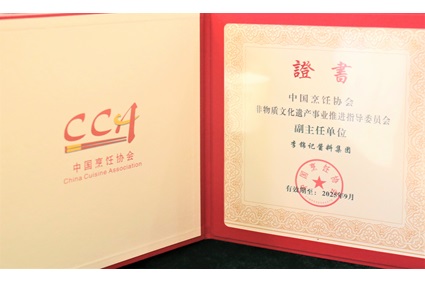 CCA
中国烹饪协会
China Cuisine Association
證書
中国烹饪协会
非物质文化遗产事业推进指导委员会
副主任单位
李锦记酱料集团
有效期至：2025年9月